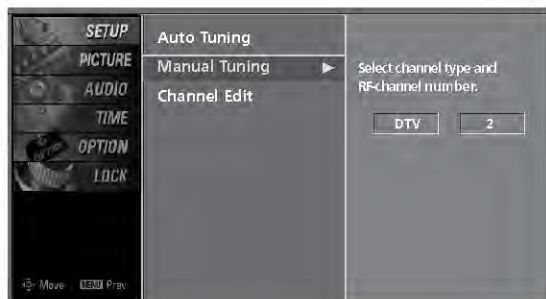 SETUP
PICTURE
AUDIO
TIME
OPTION
LOCK
Move MENU Prev.
Auto Tuning
Manual Tuning ▶
Channel Edit
Select channel type and
RF-channel number.
DTV 2